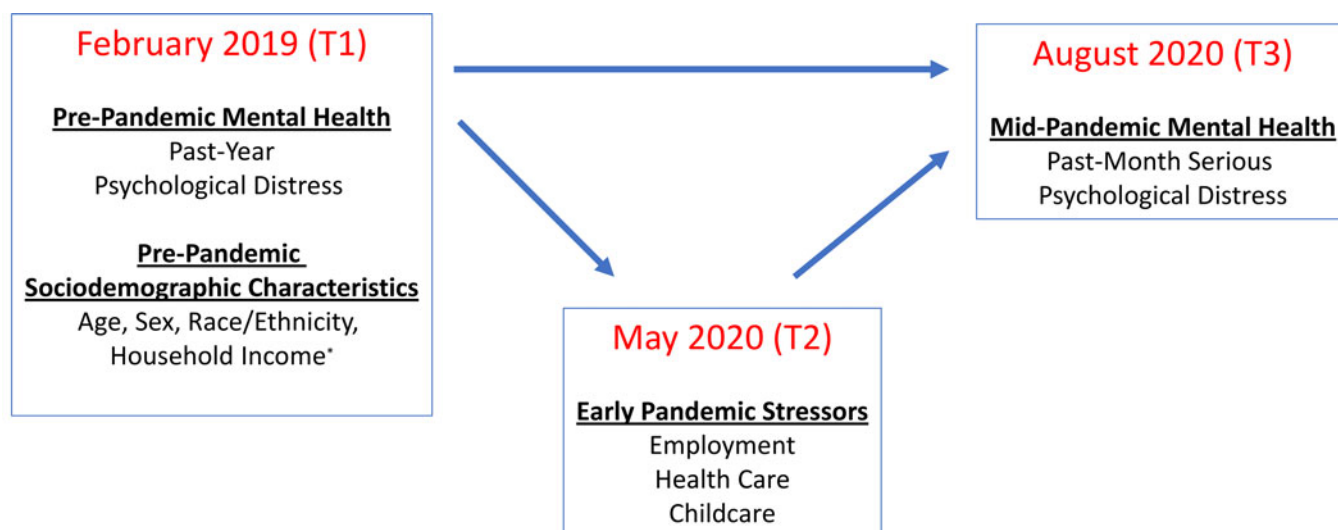 February 2019 (T1)
Pre-Pandemic Mental Health
Past-Year
Psychological Distress
Pre-Pandemic
Sociodemographic Characteristics
Age, Sex, Race/Ethnicity,
Household Income*
May 2020 (T2)
Early Pandemic Stressors
Employment
Health Care
Childcare
August 2020 (T3)
Mid-Pandemic Mental Health
Past-Month Serious
Psychological Distress